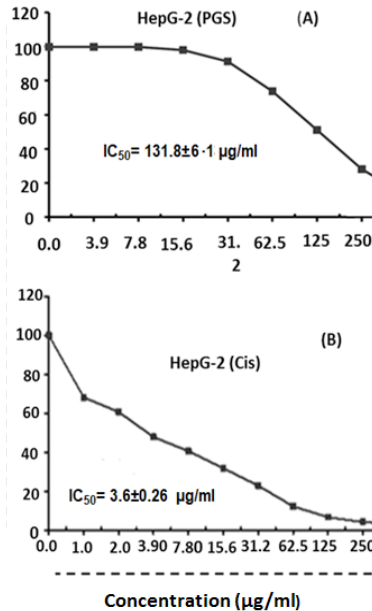 120
HepG-2 (PGS) (A)
100
80
60
IC50= 131.8±6·1 µg/ml
40
20
0
0.0 3.9 7.8 15.6 31. 62.5 125 250
2
120
100
(B)
HepG-2 (Cis)
80
60
40
20
IC50= 3.6±0.26 µg/ml
0
0.0 1.0 2.0 3.90 7.80 15.6 31.2 62.5 125 250
Concentration (µg/ml)